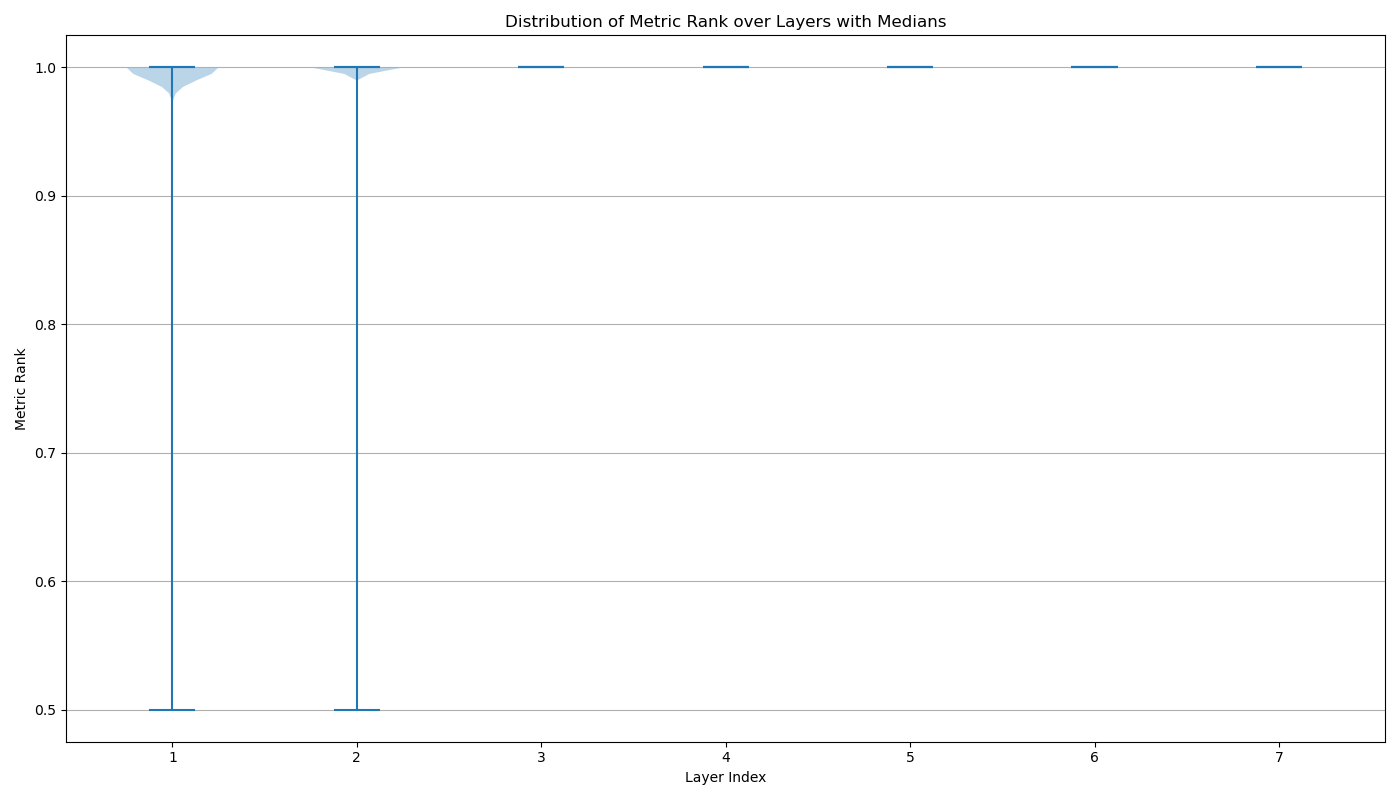 Distribution of Metric Rank over Layers with Medians
Metric Rank
1.0
0.9
0.8
0.7
0.6
0.5
1 2 3 4 5 6 7
Layer Index